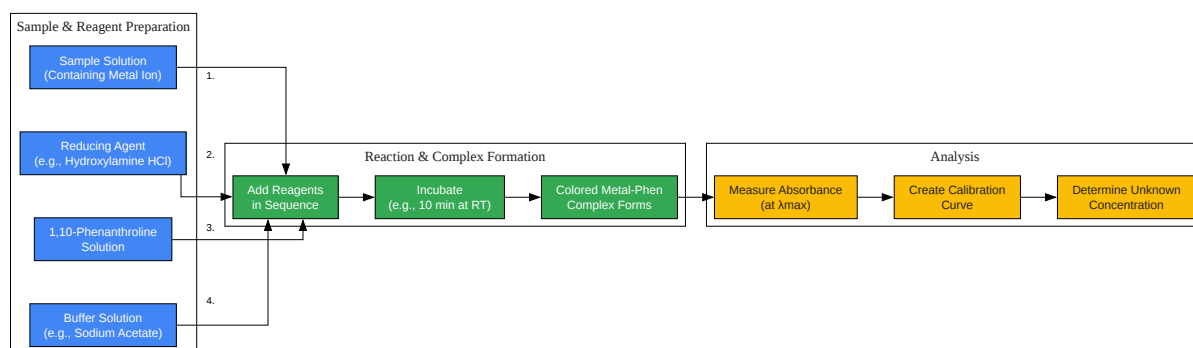 Sample & Reagent Preparation
Sample Solution
(Containing Metal Ion)
1.
Reducing Agent
(e.g., Hydroxylamine HCl)
2.
1,10-Phenanthroline
Solution
3.
Buffer Solution
(e.g., Sodium Acetate)
4.
Reaction & Complex Formation
Add Reagents
in Sequence
Incubate
(e.g., 10 min at RT)
Colored Metal-Phen
Complex Forms
Analysis
Measure Absorbance
(at λmax)
Create Calibration
Curve
Determine Unknown
Concentration